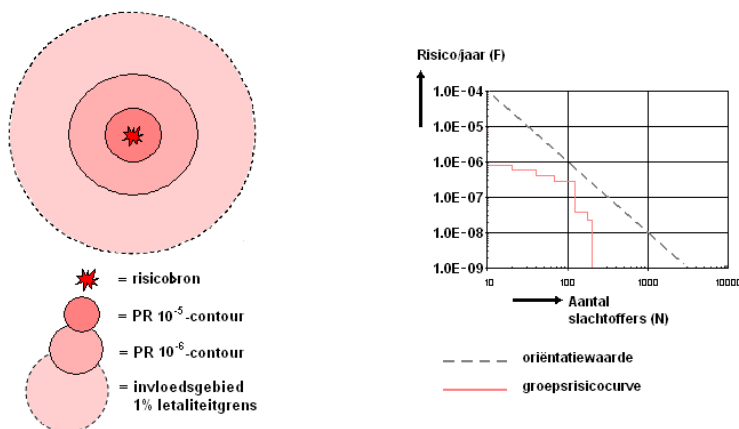 = risicobron
= PR 10⁻⁵-contour
= PR 10⁻⁶-contour
= invloedsgebied
1% letaliteitgrens
Risico/jaar (F)
1.0E-04
1.0E-05
1.0E-06
1.0E-07
1.0E-08
1.0E-09
10
100
1000
10000
Aantal
slachtoffers (N)
oriëntatiewaarde
groepsrisicocurve